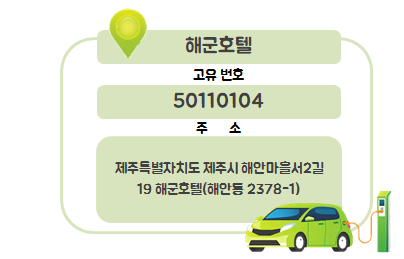 해군호텔
고유 번호
50110104
주 소
제주특별자치도 제주시 해안마을서2길
19 해군호텔(해안동 2378-1)